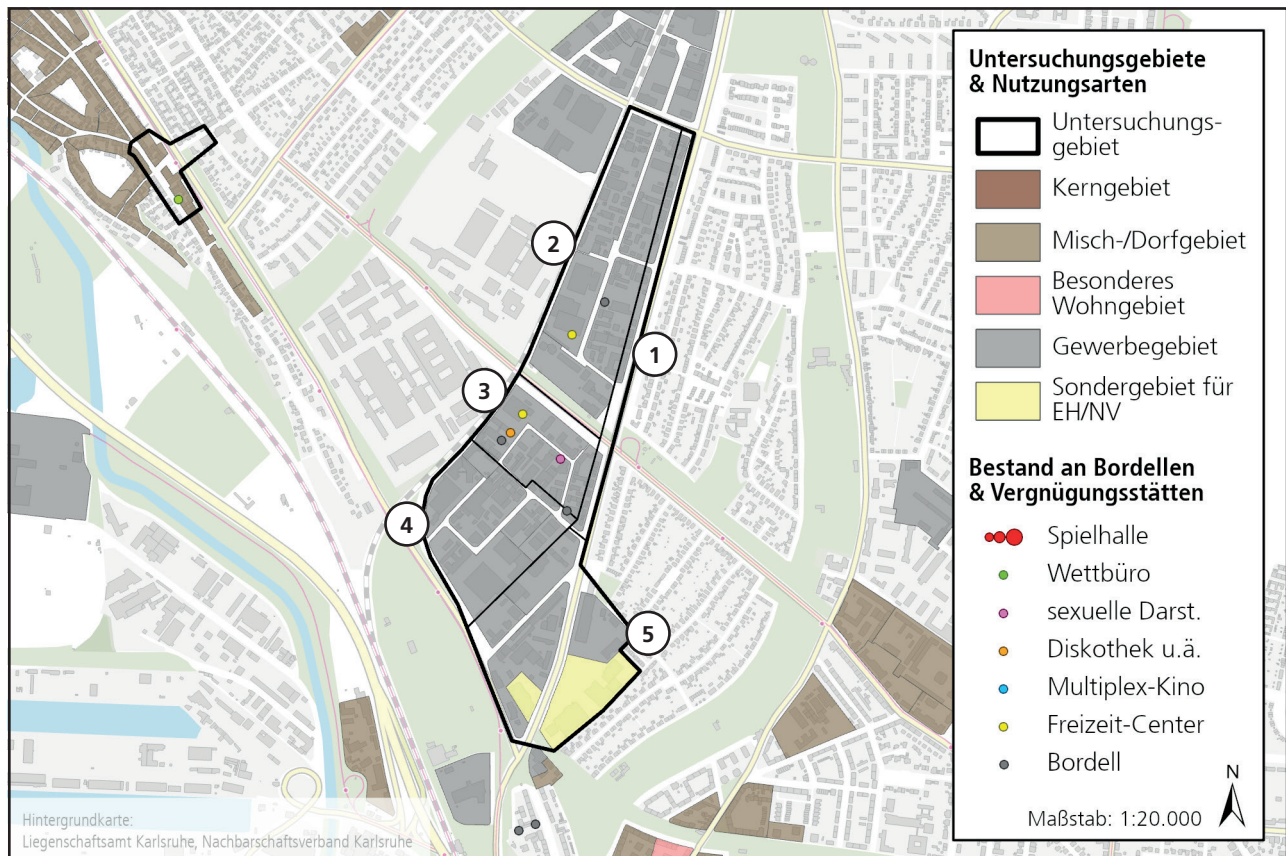 2
1
3
4
5
Untersuchungsgebiete
& Nutzungsarten
Untersuchungs-
gebiet
Kerngebiet
Misch-/Dorfgebiet
Besonderes
Wohngebiet
Gewerbegebiet
Sondergebiet für
EH/NV
Bestand an Bordellen
& Vergnügungsstätten
Spielhalle
Wettbüro
sexuelle Darst.
Diskothek u.ä.
Multiplex-Kino
Freizeit-Center
Bordell
N
Maßstab: 1:20.000
Hintergrundkarte:
Liegenschaftsamt Karlsruhe, Nachbarschaftsverband Karlsruhe